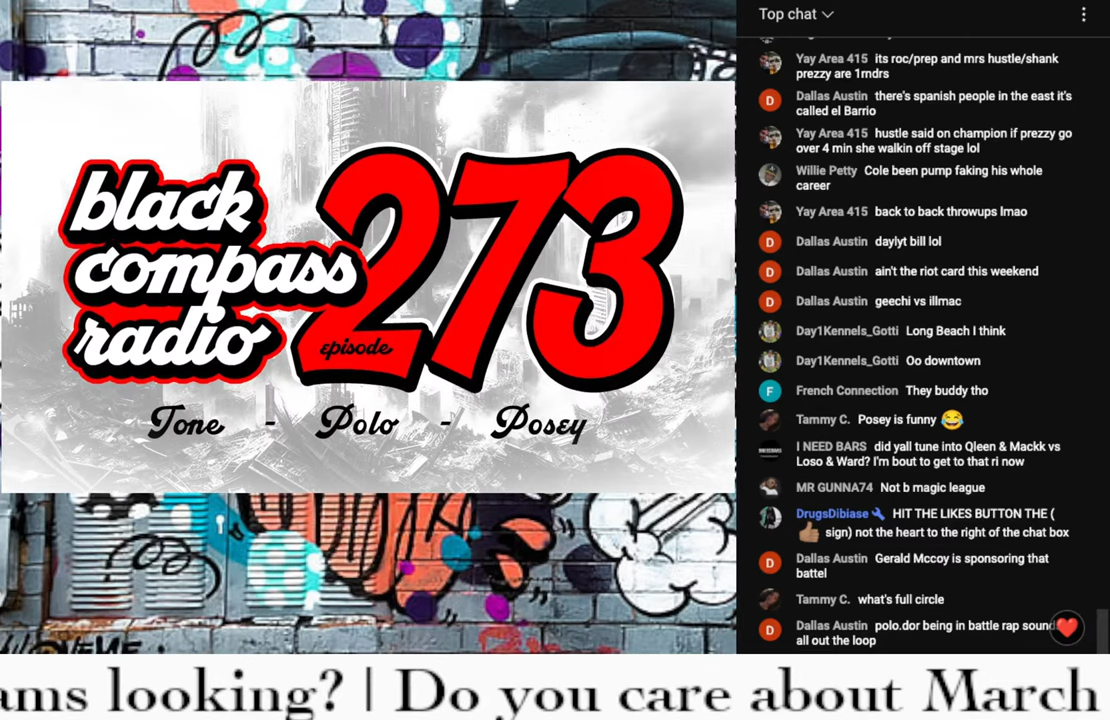 Top chat
black
compass
radio
273
episode
Tone - Polo - Posey
Yay Area 415 its roc/prep and mrs hustle/shank
prezzy are 1mdrs
D
Dallas Austin there's spanish people in the east it's
called el Barrio
Yay Area 415 hustle said on champion if prezzy go
over 4 min she walkin off stage lol
Willie Petty Cole been pump faking his whole
career
Yay Area 415 back to back throwups lmao
D
Dallas Austin daylyt bill lol
D
Dallas Austin ain't the riot card this weekend
D
Dallas Austin geechi vs illmac
Day1Kennels_Gotti Long Beach I think
Day1Kennels_Gotti Oo downtown
F
French Connection They buddy tho
Tammy C. Posey is funny 😂
I NEED BARS did yall tune into Qleen & Mackk vs
Loso & Ward? I'm bout to get to that ri now
MR GUNNA74 Not b magic league
DrugsDibiase HIT THE LIKES BUTTON THE (
👍🏽 sign) not the heart to the right of the chat box
D
Dallas Austin Gerald Mccoy is sponsoring that
battel
Tammy C. what's full circle
D
Dallas Austin polo.dor being in battle rap sound
all out the loop
ams looking? | Do you care about March